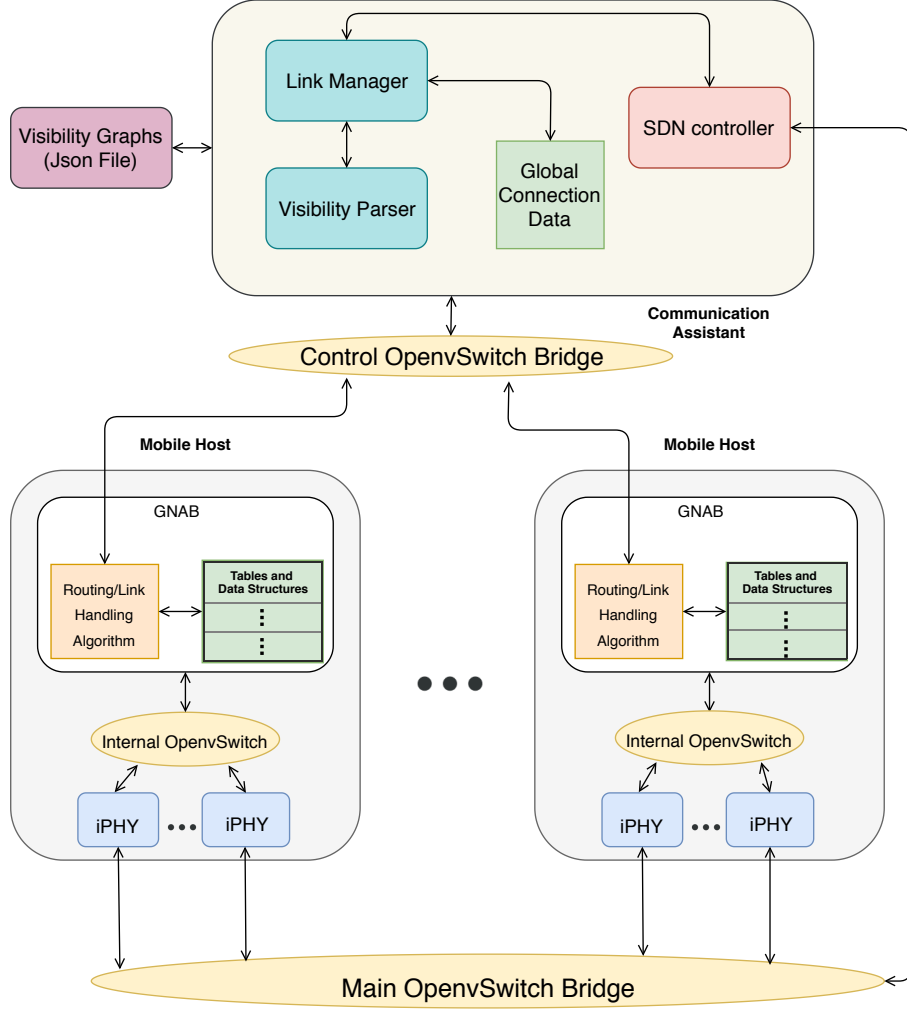 Link Manager
SDN controller
Visibility Graphs
(Json File)
Global
Connection
Data
Visibility Parser
Communication
Assistant
Control OpenvSwitch Bridge
Mobile Host
Mobile Host
GNAB
Routing/Link
Handling
Algorithm
Tables and
Data Structures
Internal OpenvSwitch
iPHY
iPHY
GNAB
Routing/Link
Handling
Algorithm
Tables and
Data Structures
Internal OpenvSwitch
iPHY
iPHY
Main OpenvSwitch Bridge